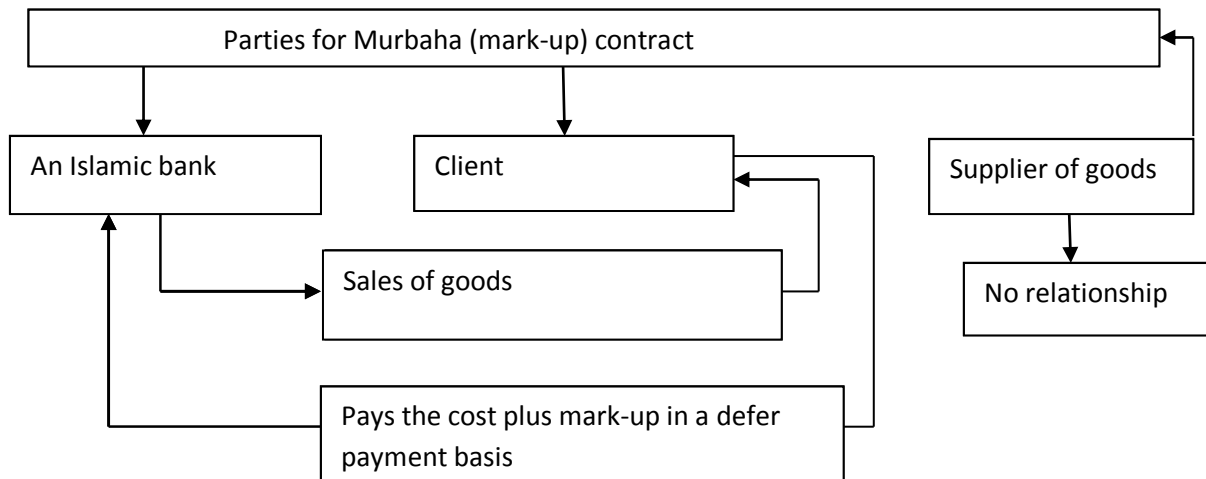 Parties for Murbaha (mark-up) contract
An Islamic bank
Client
Supplier of goods
Sales of goods
No relationship
Pays the cost plus mark-up in a defer
payment basis